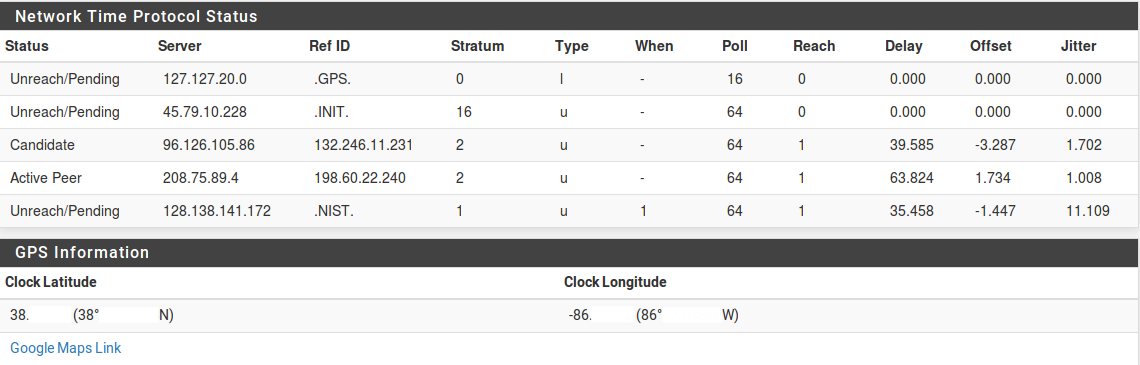 Network Time Protocol Status
Status Server Ref ID Stratum Type When Poll Reach Delay Offset Jitter
Unreach/Pending 127.127.20.0 .GPS. 0 l - 16 0 0.000 0.000 0.000
Unreach/Pending 45.79.10.228 .INIT. 16 u - 64 0 0.000 0.000 0.000
Candidate 96.126.105.86 132.246.11.231 2 u - 64 1 39.585 -3.287 1.702
Active Peer 208.75.89.4 198.60.22.240 2 u - 64 1 63.824 1.734 1.008
Unreach/Pending 128.138.141.172 .NIST. 1 u 1 64 1 35.458 -1.447 11.109
GPS Information
Clock Latitude Clock Longitude
38. (38° N) -86. (86° W)
Google Maps Link